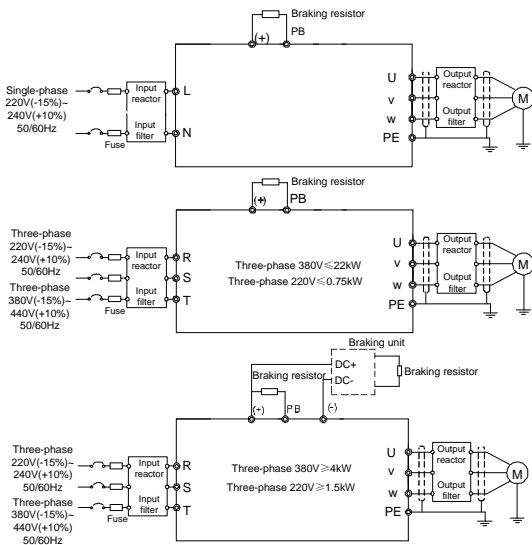 Braking resistor
(+)
PB
Single-phase
220V(-15%)~
240V(+10%)
50/60Hz
Fuse
Input
reactor
Input
filter
L
N
U
v
w
PE
Output
reactor
Output
filter
M
Braking resistor
(+)
PB
Three-phase
220V(-15%)~
240V(+10%)
50/60Hz
Three-phase
380V(-15%)~
440V(+10%)
50/60Hz
Fuse
Input
reactor
Input
filter
R
S
T
Three-phase 380V≤22kW
Three-phase 220V≤0.75kW
U
v
w
PE
Output
reactor
Output
filter
M
Braking unit
DC+
DC-
Braking resistor
Braking resistor
(+)
PB
(-)
Three-phase
220V(-15%)~
240V(+10%)
50/60Hz
Three-phase
380V(-15%)~
440V(+10%)
50/60Hz
Fuse
Input
reactor
Input
filter
R
S
T
Three-phase 380V≥4kW
Three-phase 220V≥1.5kW
U
v
w
PE
Output
reactor
Output
filter
M